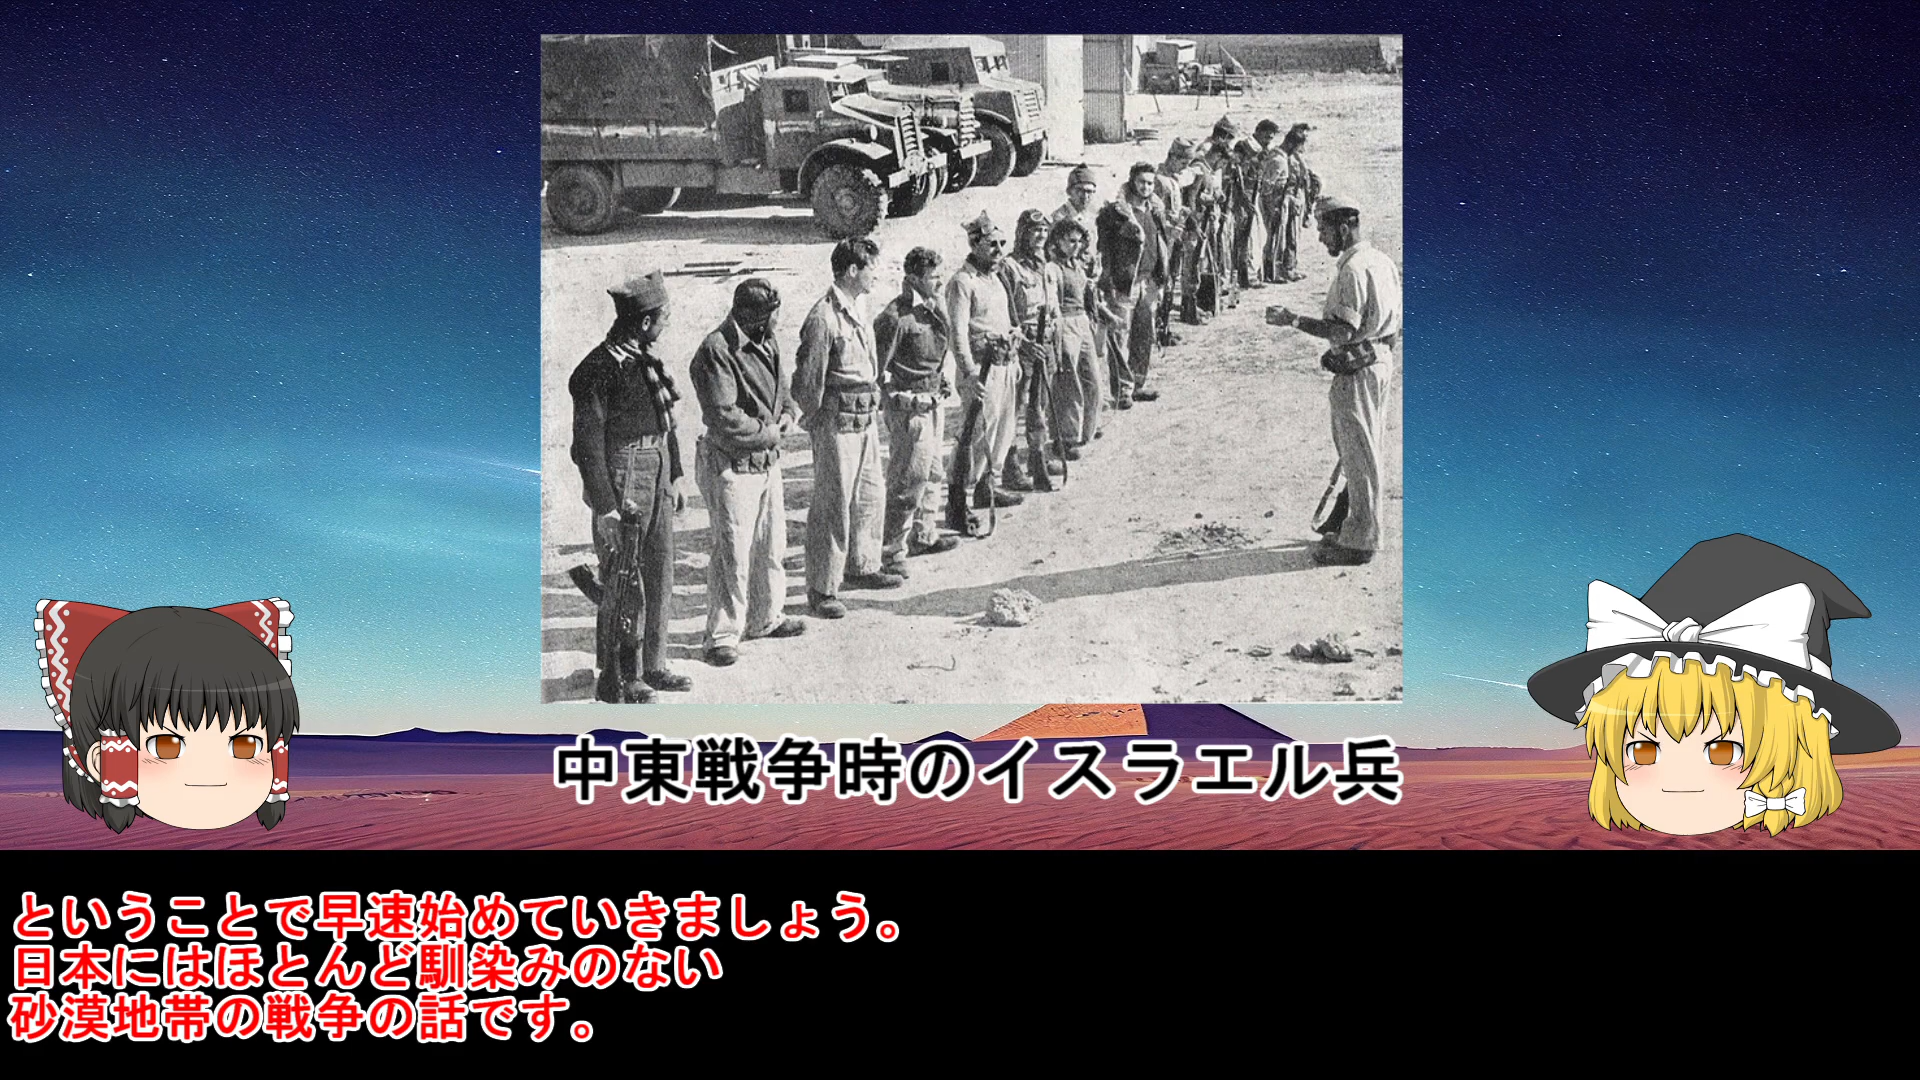 中東戦争時のイスラエル兵
ということで早速始めていきましょう。
日本にはほとんど馴染みのない
砂漠地帯の戦争の話です。